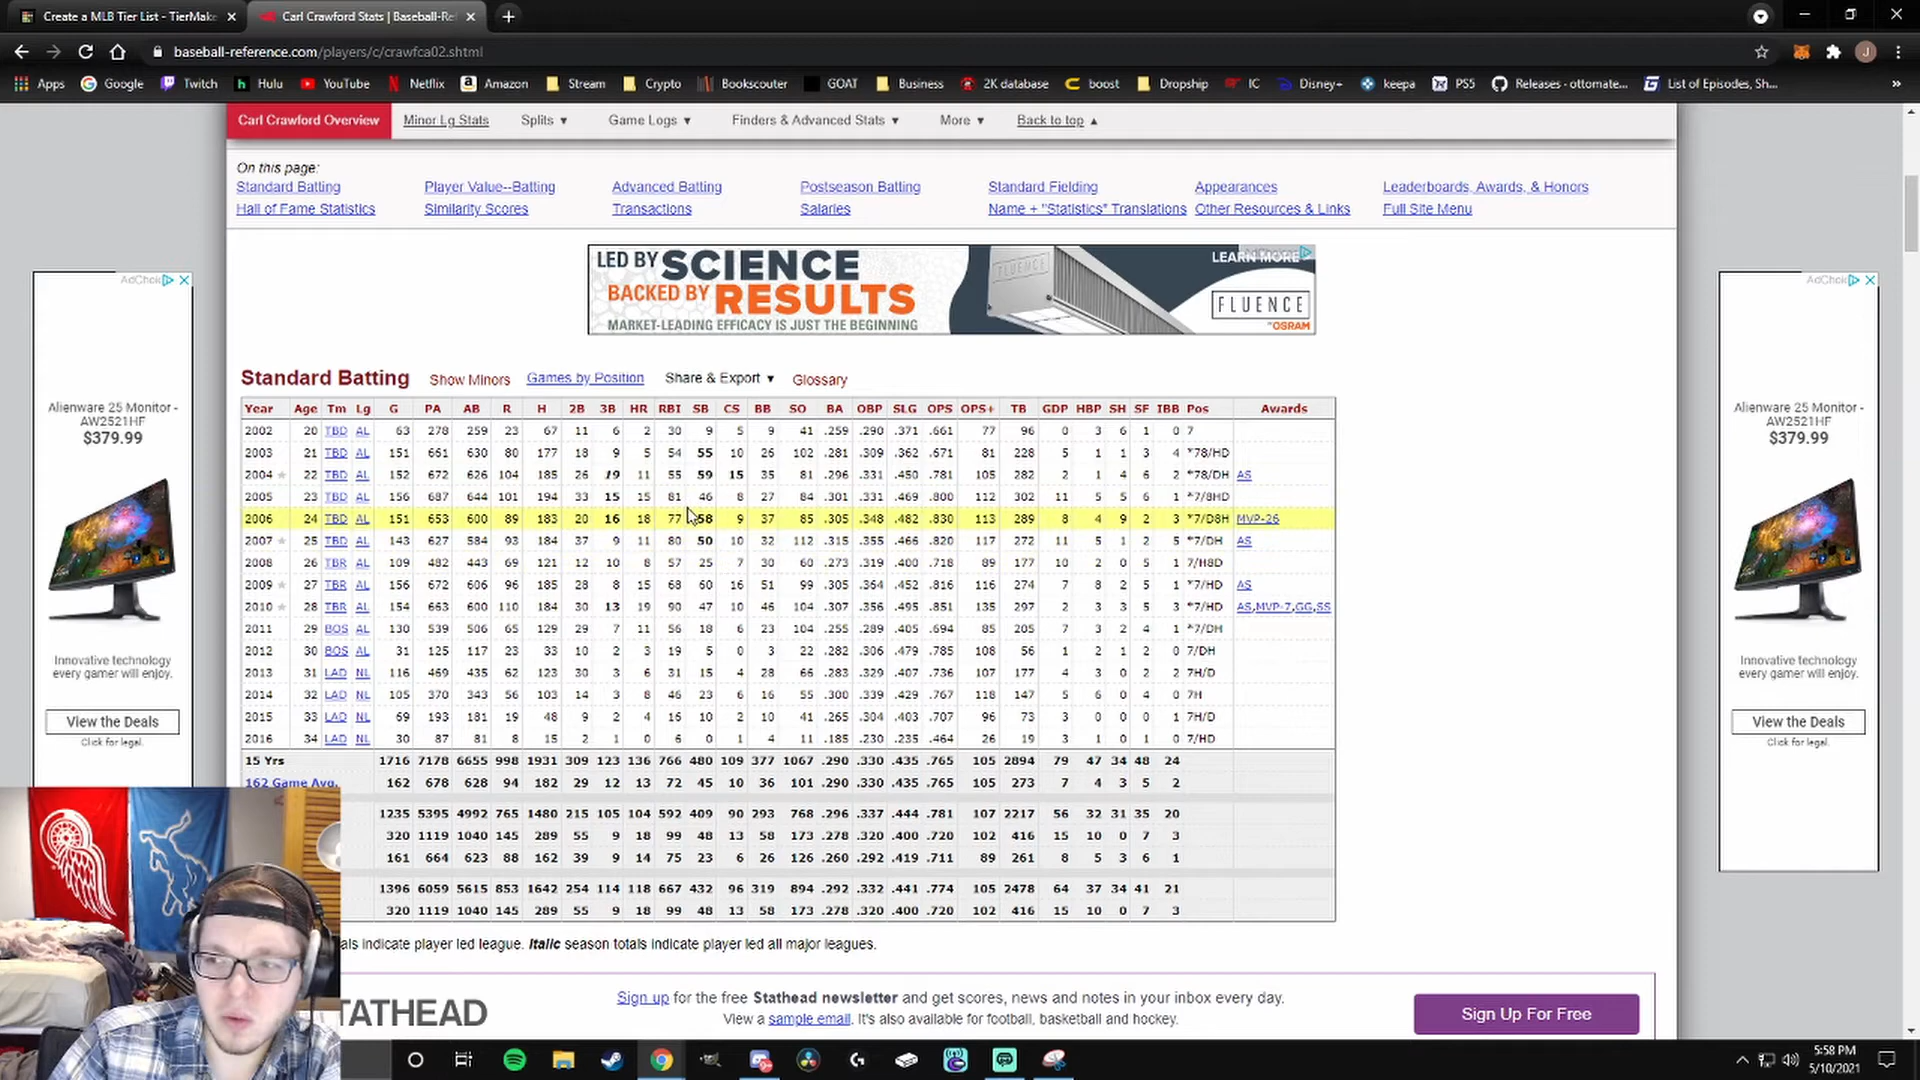 Create a MLB Tier List - TierMake
Carl Crawford Stats | Baseball-Re
baseball-reference.com/players/c/crawfca02.shtml
Apps Google Twitch Hulu YouTube Netflix Amazon Stream Crypto Bookscouter GOAT Business 2K database boost Dropship IC Disney+ keepa PS5 Releases - ottomate... List of Episodes, Sh... »
Carl Crawford Overview Minor Lg Stats Splits ▼ Game Logs ▼ Finders & Advanced Stats ▼ More ▼ Back to top ▲
On this page:
Standard Batting Player Value--Batting Advanced Batting Postseason Batting Standard Fielding Appearances Leaderboards, Awards, & Honors
Hall of Fame Statistics Similarity Scores Transactions Salaries Name + "Statistics" Translations Other Resources & Links Full Site Menu
LED BY SCIENCE
BACKED BY RESULTS
MARKET-LEADING EFFICACY IS JUST THE BEGINNING
LEARN MORE
FLUENCE
by OSRAM
AdChoi
Alienware 25 Monitor -
AW2521HF
$379.99
Innovative technology
every gamer will enjoy.
View the Deals
Click for legal.
AdChoi
Alienware 25 Monitor -
AW2521HF
$379.99
Innovative technology
every gamer will enjoy.
View the Deals
Click for legal.
Standard Batting Show Minors Games by Position Share & Export ▼ Glossary
Year Age Tm Lg G PA AB R H 2B 3B HR RBI SB CS BB SO BA OBP SLG OPS OPS+ TB GDP HBP SH SF IBB Pos Awards
2002 20 TBD AL 63 278 259 23 67 11 6 2 30 9 5 9 41 .259 .290 .371 .661 77 96 0 3 6 1 0 7
2003 21 TBD AL 151 661 630 80 177 18 9 5 54 55 10 26 102 .281 .309 .362 .671 81 228 5 1 1 3 4 *78/HD
2004 ★ 22 TBD AL 152 672 626 104 185 26 19 11 55 59 15 35 81 .296 .331 .450 .781 105 282 2 1 4 6 2 *78/DH AS
2005 23 TBD AL 156 687 644 101 194 33 15 15 81 46 8 27 84 .301 .331 .469 .800 112 302 11 5 5 6 1 *7/8HD
2006 24 TBD AL 151 653 600 89 183 20 16 18 77 58 9 37 85 .305 .348 .482 .830 113 289 8 4 9 2 3 *7/D8H MVP-26
2007 ★ 25 TBD AL 143 627 584 93 184 37 9 11 80 50 10 32 112 .315 .355 .466 .820 117 272 11 5 1 2 5 *7/DH AS
2008 26 TBR AL 109 482 443 69 121 12 10 8 57 25 7 30 60 .273 .319 .400 .718 89 177 10 2 0 5 1 7/H8D
2009 ★ 27 TBR AL 156 672 606 96 185 28 8 15 68 60 16 51 99 .305 .364 .452 .816 116 274 7 8 2 5 1 *7/HD AS
2010 ★ 28 TBR AL 154 663 600 110 184 30 13 19 90 47 10 46 104 .307 .356 .495 .851 135 297 2 3 3 5 3 *7/HD AS,MVP-7,GG,SS
2011 29 BOS AL 130 539 506 65 129 29 7 11 56 18 6 23 104 .255 .289 .405 .694 85 205 7 3 2 4 1 *7/DH
2012 30 BOS AL 31 125 117 23 33 10 2 3 19 5 0 3 22 .282 .306 .479 .785 108 56 1 2 1 2 0 7/DH
2013 31 LAD NL 116 469 435 62 123 30 3 6 31 15 4 28 66 .283 .329 .407 .736 107 177 4 3 0 2 2 7H/D
2014 32 LAD NL 105 370 343 56 103 14 3 8 46 23 6 16 55 .300 .339 .429 .767 118 147 5 6 0 4 0 7H
2015 33 LAD NL 69 193 181 19 48 9 2 4 16 10 2 10 41 .265 .304 .403 .707 96 73 3 0 0 0 1 7H/D
2016 34 LAD NL 30 87 81 8 15 2 1 0 6 0 1 4 11 .185 .230 .235 .464 26 19 3 1 0 1 0 7/HD
15 Yrs 1716 7178 6655 998 1931 309 123 136 766 480 109 377 1067 .290 .330 .435 .765 105 2894 79 47 34 48 24
162 Game Avg. 162 678 628 94 182 29 12 13 72 45 10 36 101 .290 .330 .435 .765 105 273 7 4 3 5 2
1235 5395 4992 765 1480 215 105 104 592 409 90 293 768 .296 .337 .444 .781 107 2217 56 32 31 35 20
320 1119 1040 145 289 55 9 18 99 48 13 58 173 .278 .320 .400 .720 102 416 15 10 0 7 3
161 664 623 88 162 39 9 14 75 23 6 26 126 .260 .292 .419 .711 89 261 8 5 3 6 1
1396 6059 5615 853 1642 254 114 118 667 432 96 319 894 .292 .332 .441 .774 105 2478 64 37 34 41 21
320 1119 1040 145 289 55 9 18 99 48 13 58 173 .278 .320 .400 .720 102 416 15 10 0 7 3
als indicate player led league. Italic season totals indicate player led all major leagues.
TATHEAD
Sign up for the free Stathead newsletter and get scores, news and notes in your inbox every day.
View a sample email. It's also available for football, basketball and hockey.
Sign Up For Free
5:58 PM
5/10/2021